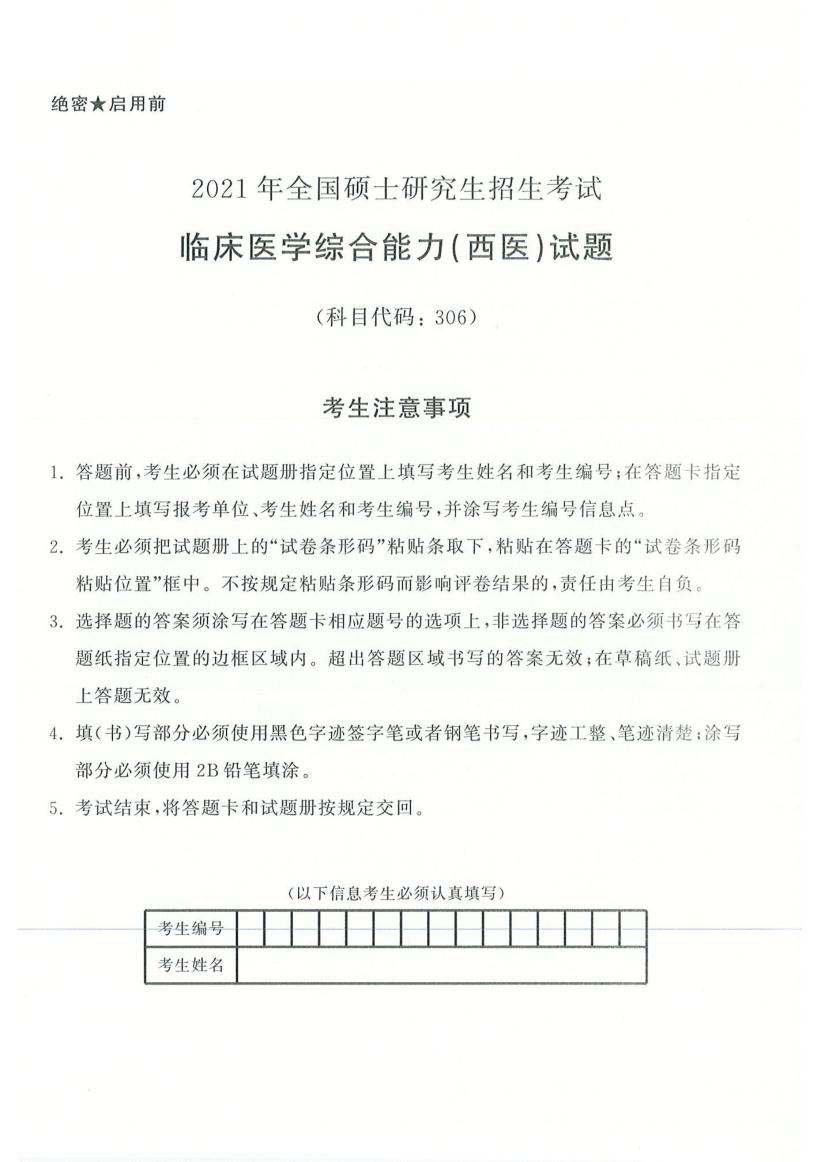 绝密★启用前
2021 年全国硕士研究生招生考试
临床医学综合能力(西医)试题
(科目代码: 306)
考生注意事项
1. 答题前,考生必须在试题册指定位置上填写考生姓名和考生编号;在答题卡指定
位置上填写报考单位、考生姓名和考生编号,并涂写考生编号信息点。
2. 考生必须把试题册上的“试卷条形码”粘贴条取下,粘贴在答题卡的“试卷条形码
粘贴位置”框中。不按规定粘贴条形码而影响评卷结果的,责任由考生自负。
3. 选择题的答案须涂写在答题卡相应题号的选项上,非选择题的答案必须书写在答
题纸指定位置的边框区域内。超出答题区域书写的答案无效;在草稿纸、试题册
上答题无效。
4. 填(书)写部分必须使用黑色字迹签字笔或者钢笔书写,字迹工整、笔迹清楚;涂写
部分必须使用 2B 铅笔填涂。
5. 考试结束,将答题卡和试题册按规定交回。
(以下信息考生必须认真填写)
考生编号
考生姓名